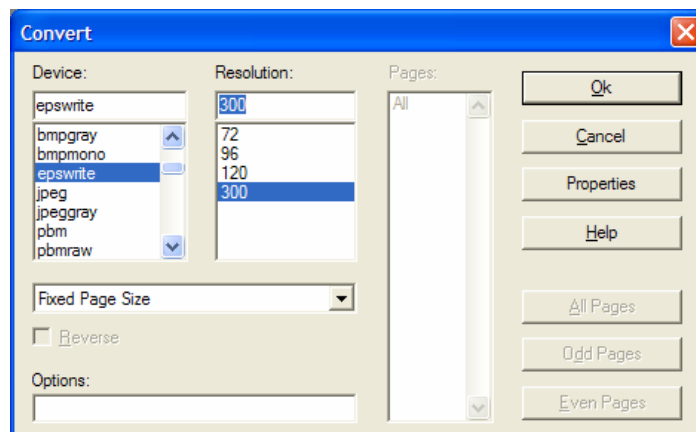 Convert
Device:
epswrite
bmpgray
bmpmono
epswrite
jpeg
jpeggray
pbm
pbmraw
Resolution:
300
72
96
120
300
Pages:
All
Ok
Cancel
Properties
Help
Fixed Page Size
Reverse
Options:
All Pages
Odd Pages
Even Pages